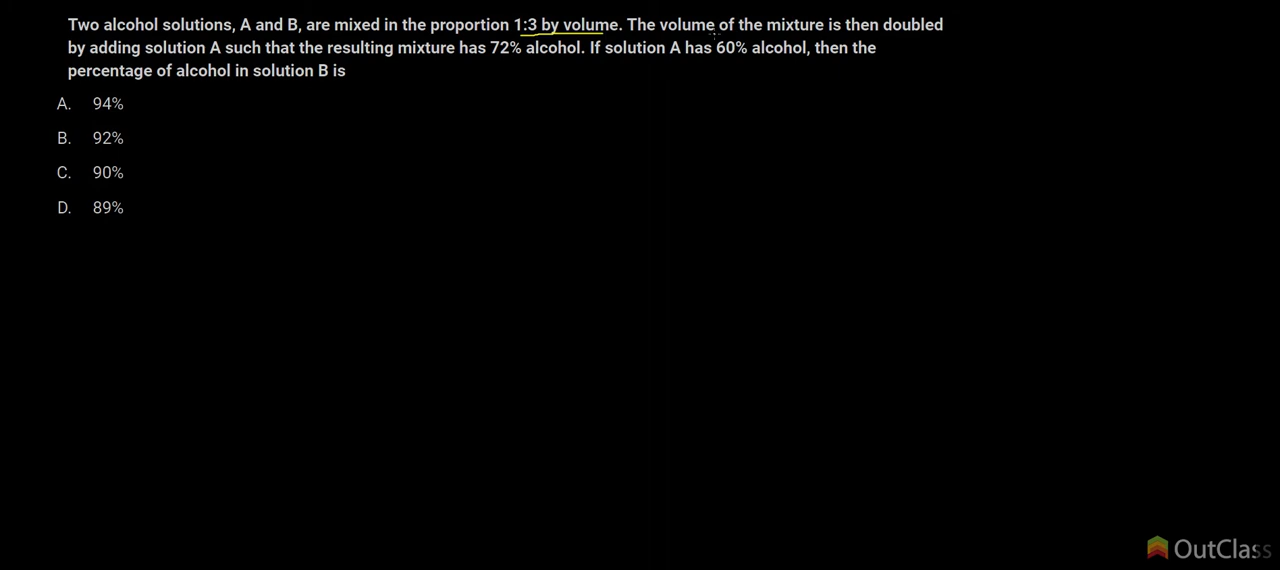 Two alcohol solutions, A and B, are mixed in the proportion 1:3 by volume. The volume of the mixture is then doubled
by adding solution A such that the resulting mixture has 72% alcohol. If solution A has 60% alcohol, then the
percentage of alcohol in solution B is
A. 94%
B. 92%
C. 90%
D. 89%
OutClass